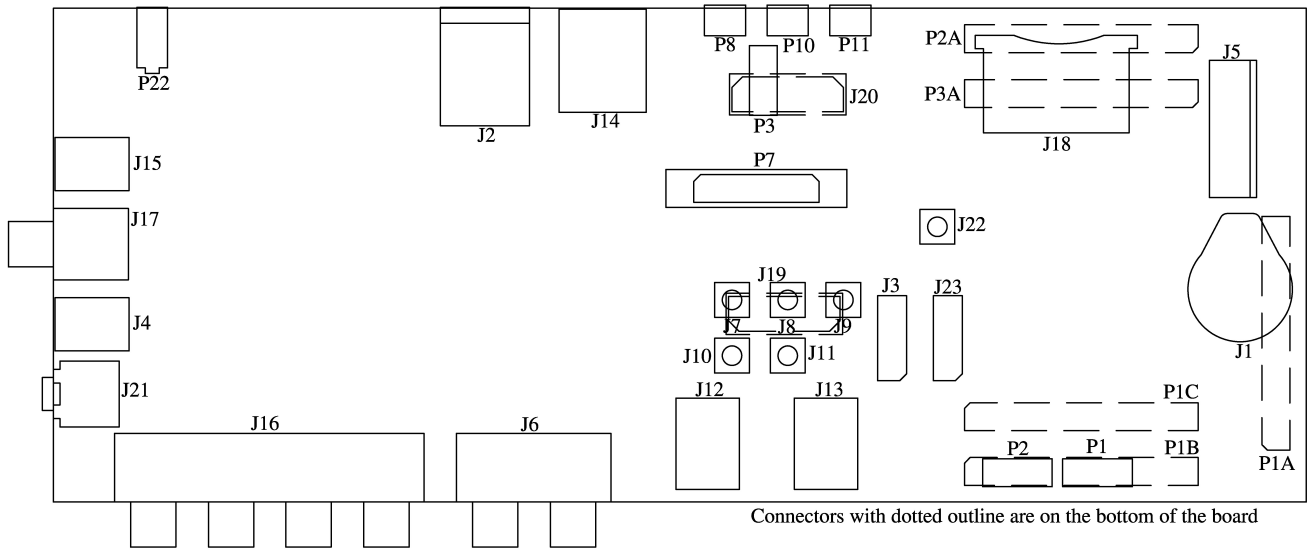 P22
J2
J14
P8
P10
P11
P3
J20
P2A
P3A
J18
J5
J15
P7
J17
J22
J4
J19
J7
J8
J9
J3
J23
J1
J21
J10
J11
J12
J13
P1C
J16
J6
P2
P1
P1B
P1A
Connectors with dotted outline are on the bottom of the board